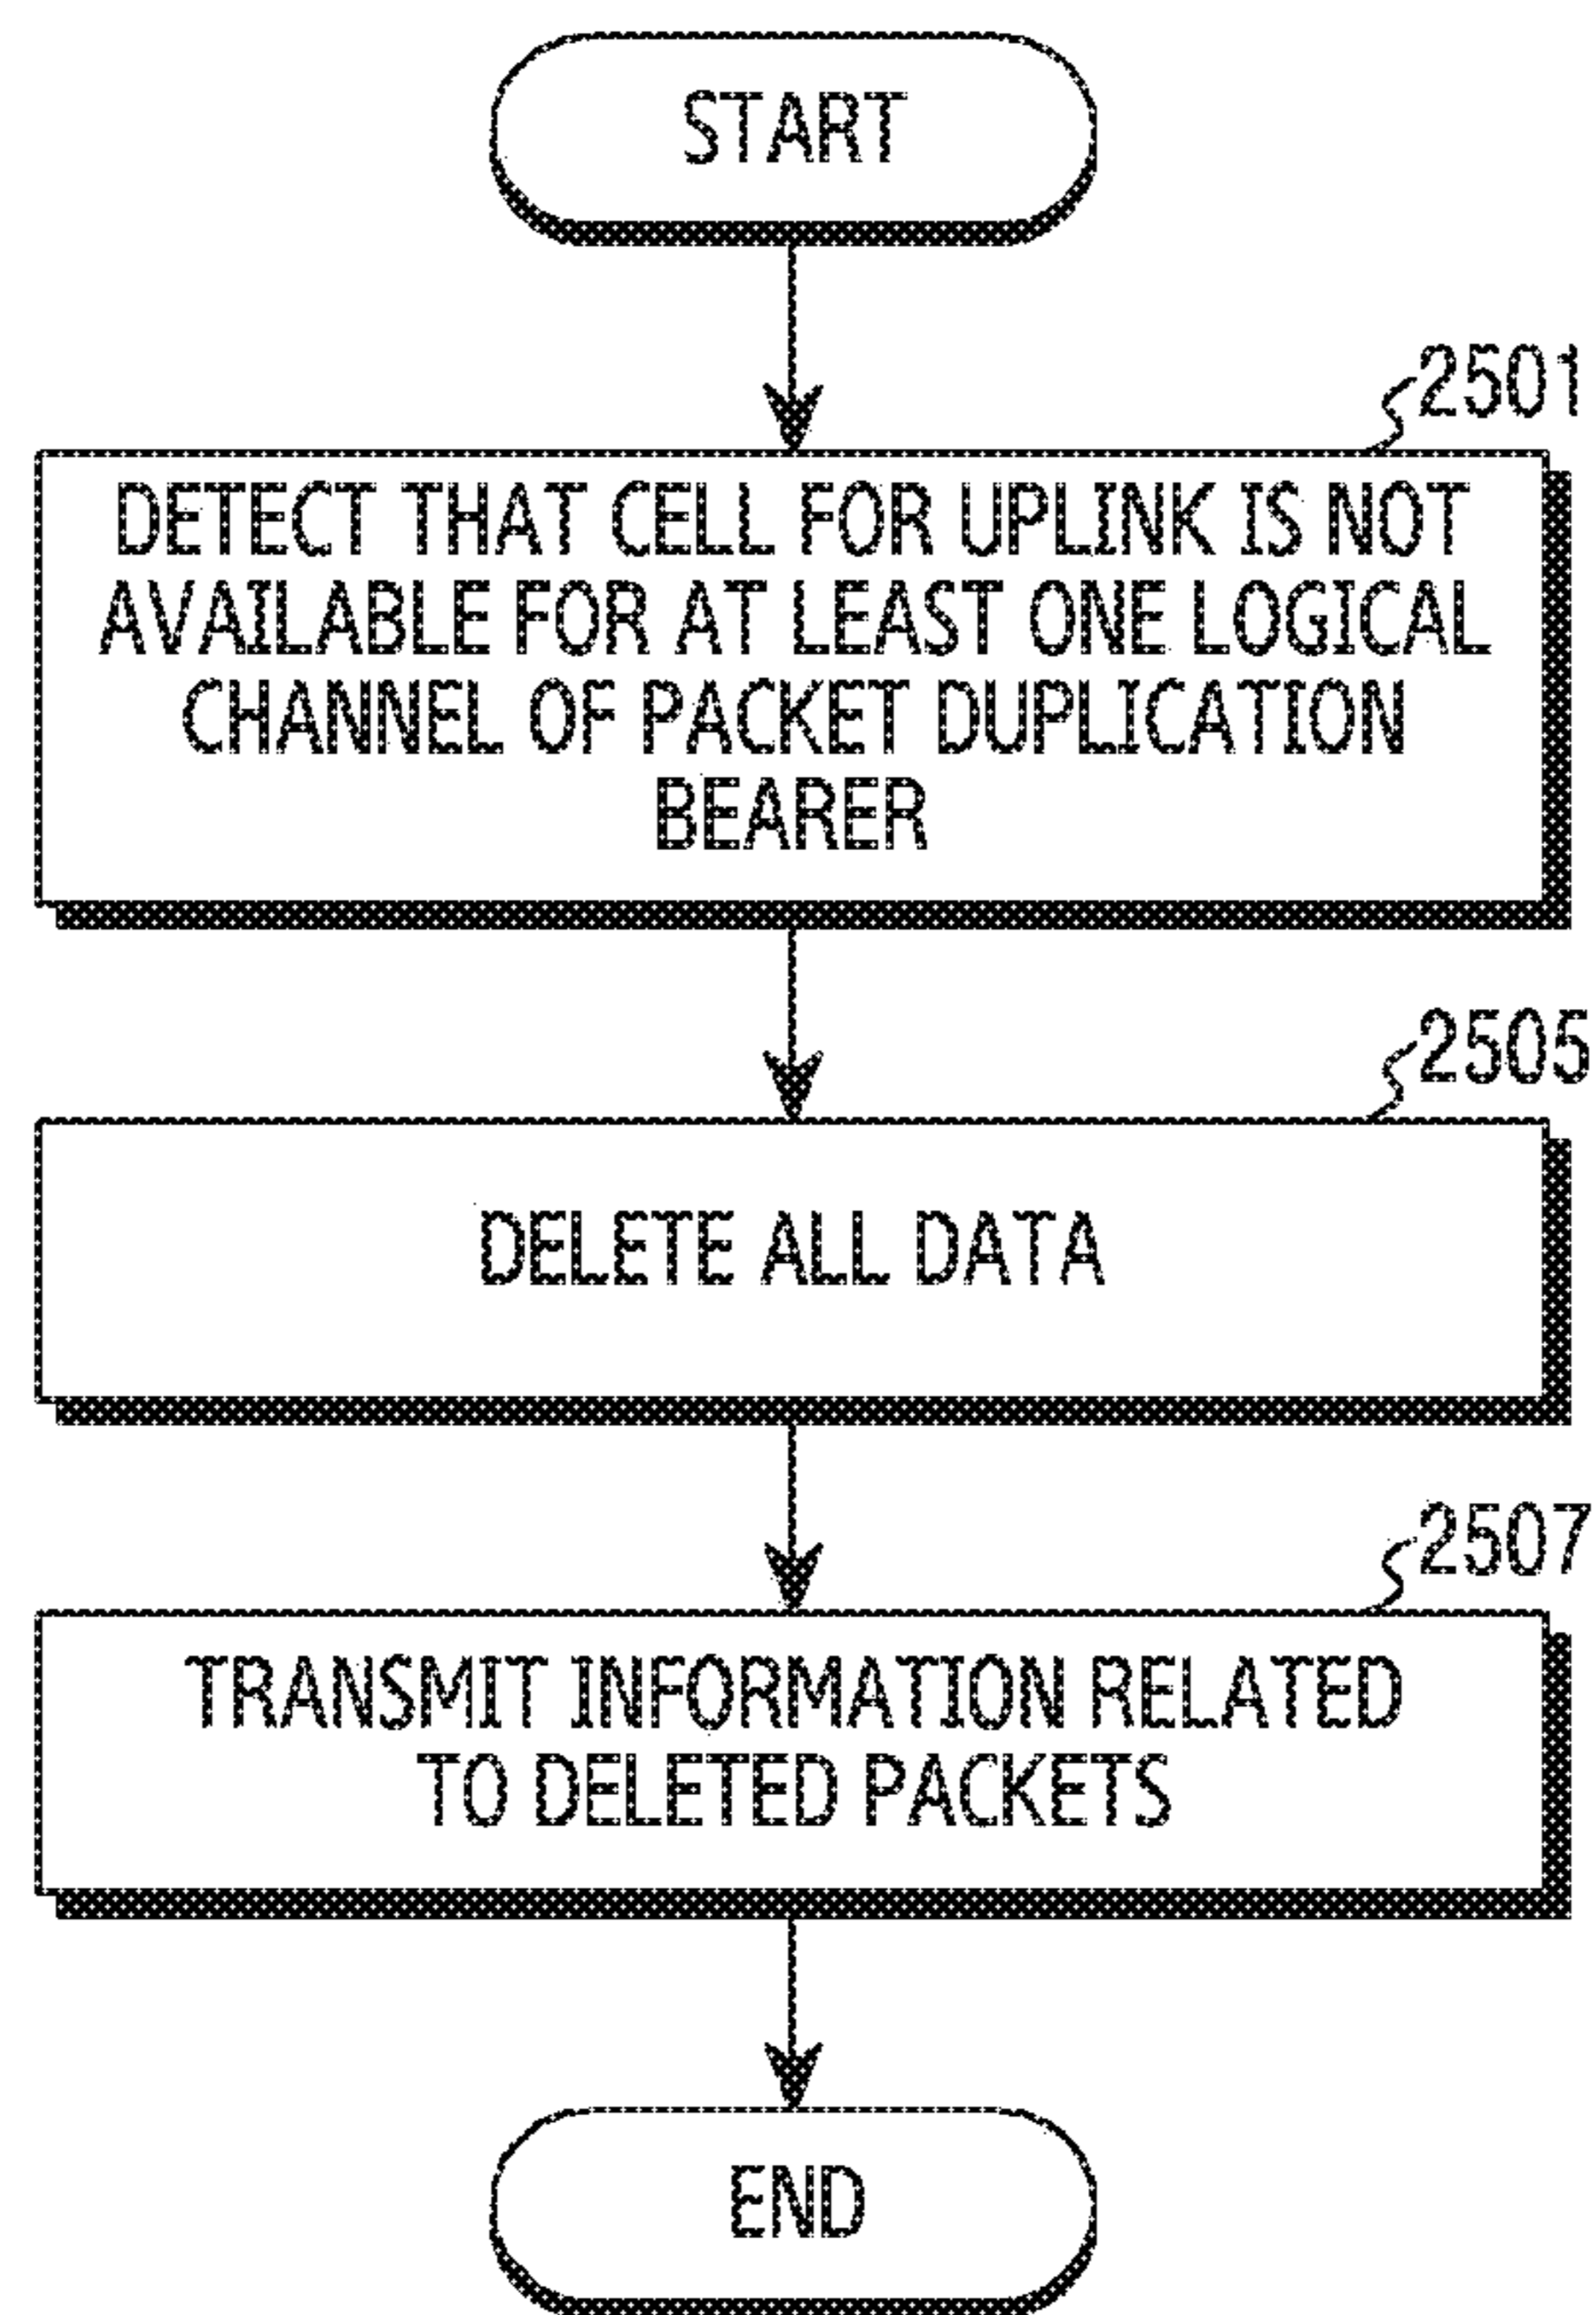 START
2501
DETECT THAT CELL FOR UPLINK IS NOT
AVAILABLE FOR AT LEAST ONE LOGICAL
CHANNEL OF PACKET DUPLICATION
BEARER
2505
DELETE ALL DATA
2507
TRANSMIT INFORMATION RELATED
TO DELETED PACKETS
END